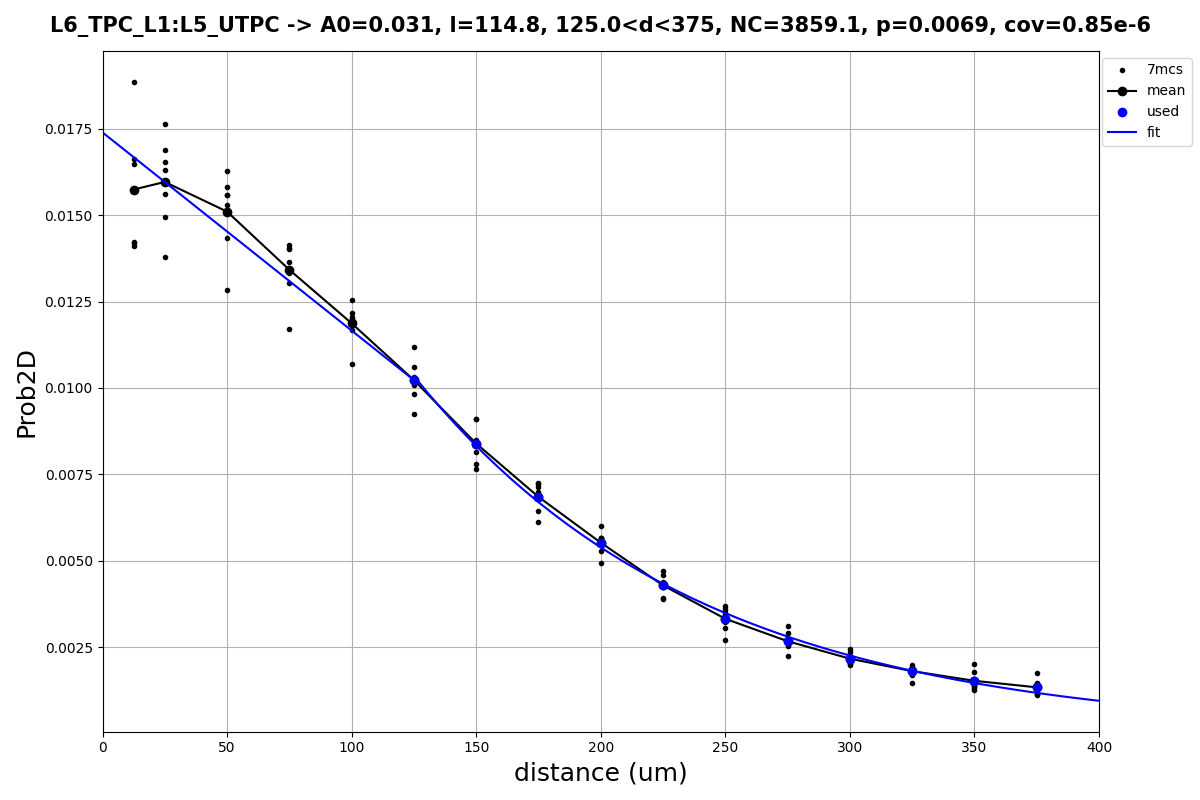 L6_TPC_L1:L5_UTPC -> A0=0.031, l=114.8, 125.0<d<375, NC=3859.1, p=0.0069, cov=0.85e-6
7mcs
mean
used
fit
0.0175
0.0150
0.0125
0.0100
0.0075
0.0050
0.0025
Prob2D
0 50 100 150 200 250 300 350 400
distance (um)